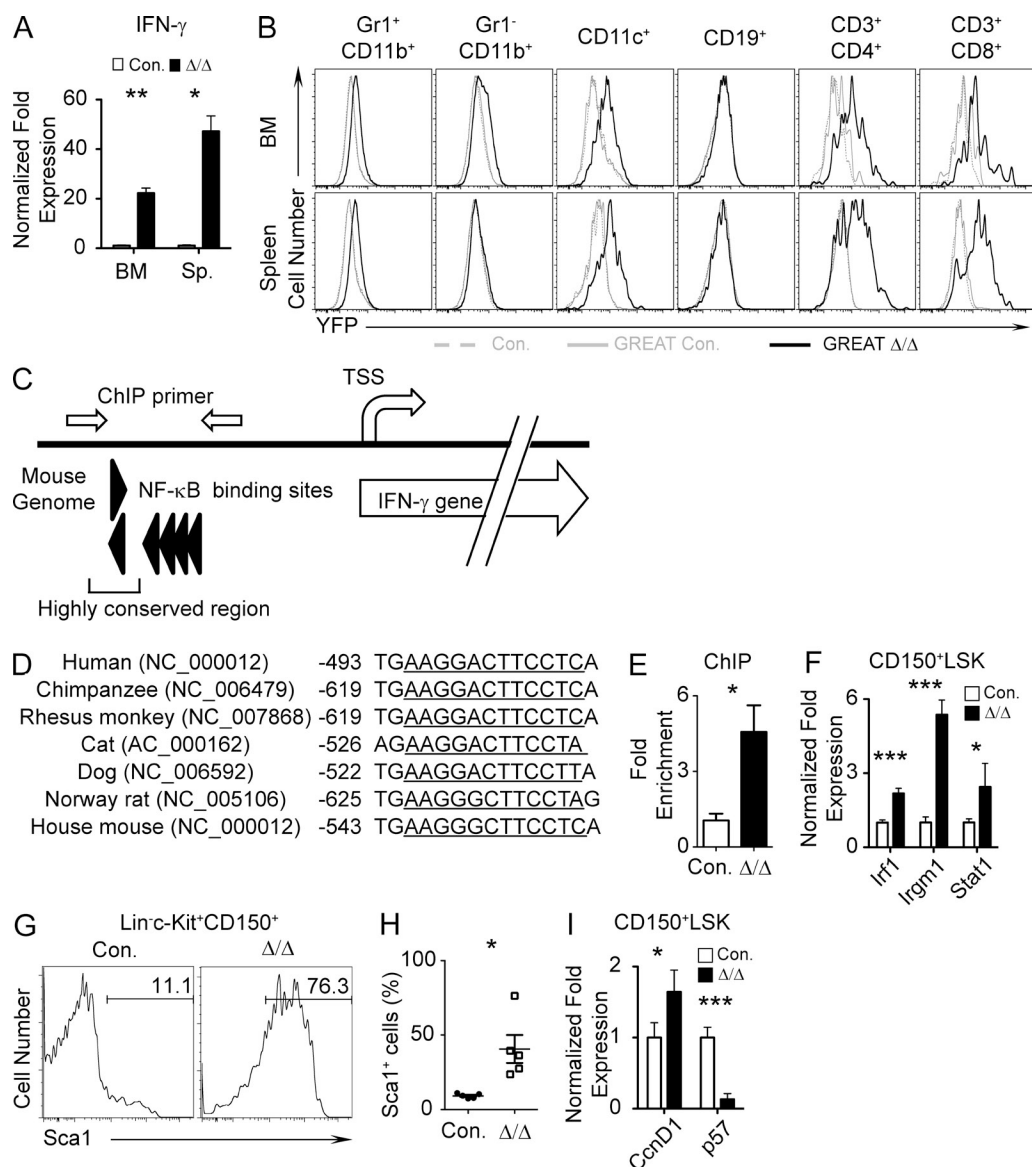 A
IFN-γ
Con. Δ/Δ
** *
Normalized Fold
Expression
60
40
20
0
BM Sp.
B
Gr1⁺
CD11b⁺
Gr1⁻
CD11b⁺
CD11c⁺
CD19⁺
CD3⁺
CD4⁺
CD3⁺
CD8⁺
BM
Spleen
Cell Number
YFP
Con. GREAT Con. GREAT Δ/Δ
C
TSS
ChIP primer
Mouse
Genome
NF-κB binding sites
IFN-γ gene
Highly conserved region
D
Human (NC_000012) -493 TGAAGGACTTCCTCA
Chimpanzee (NC_006479) -619 TGAAGGACTTCCTCA
Rhesus monkey (NC_007868) -619 TGAAGGACTTCCTCA
Cat (AC_000162) -526 AGAAGGACTTCCTA
Dog (NC_006592) -522 TGAAGGACTTCCTTA
Norway rat (NC_005106) -625 TGAAGGGCTTCCTAG
House mouse (NC_000012) -543 TGAAGGGCTTCCTCA
E
ChIP
*
Fold
Enrichment
6
3
0
Con. Δ/Δ
F
CD150⁺LSK
Con.
Δ/Δ
*** *** *
Normalized Fold
Expression
6
3
0
Irf1 Irgm1 Stat1
G
Lin⁻c-Kit⁺CD150⁺
Con. Δ/Δ
11.1 76.3
Cell Number
Sca1
H
*
Sca1⁺ cells (%)
100
50
0
Con. Δ/Δ
I
CD150⁺LSK
Con.
Δ/Δ
* ***
Normalized Fold
Expression
2
1
0
CcnD1 p57